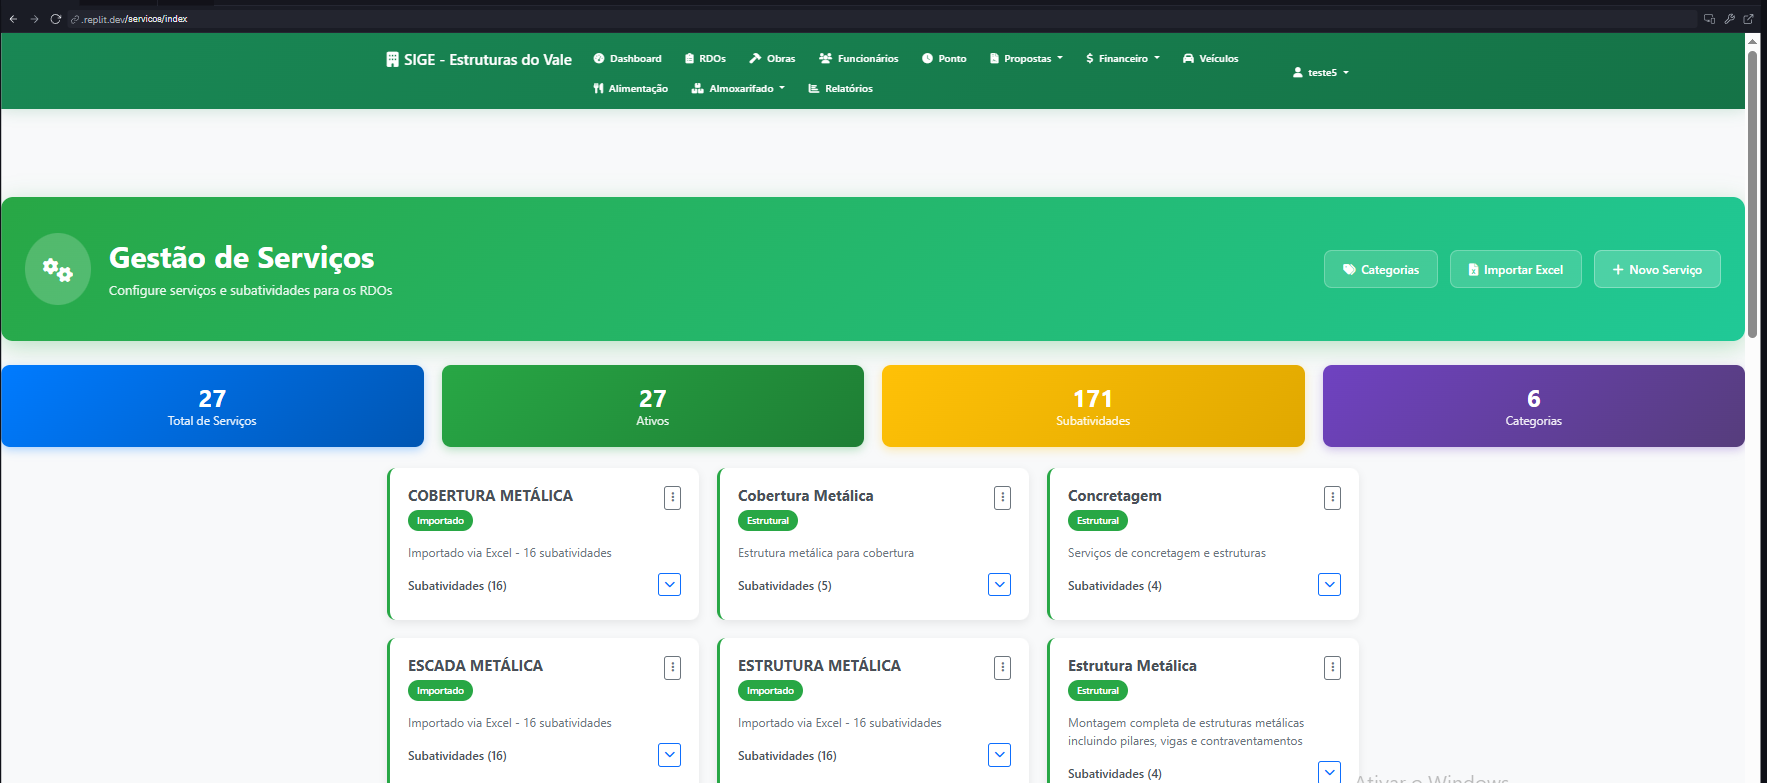 .replit.dev/servicos/index
SIGE - Estruturas do Vale
Dashboard RDOs Obras Funcionários Ponto Propostas Financeiro Veículos
Alimentação Almoxarifado Relatórios
teste5
Gestão de Serviços
Configure serviços e subatividades para os RDOs
Categorias Importar Excel + Novo Serviço
27
Total de Serviços
27
Ativos
171
Subatividades
6
Categorias
COBERTURA METÁLICA
Importado
Importado via Excel - 16 subatividades
Subatividades (16)
Cobertura Metálica
Estrutural
Estrutura metálica para cobertura
Subatividades (5)
Concretagem
Estrutural
Serviços de concretagem e estruturas
Subatividades (4)
ESCADA METÁLICA
Importado
Importado via Excel - 16 subatividades
Subatividades (16)
ESTRUTURA METÁLICA
Importado
Importado via Excel - 16 subatividades
Subatividades (16)
Estrutura Metálica
Estrutural
Montagem completa de estruturas metálicas
incluindo pilares, vigas e contraventamentos
Subatividades (4)
Ativar o Windows